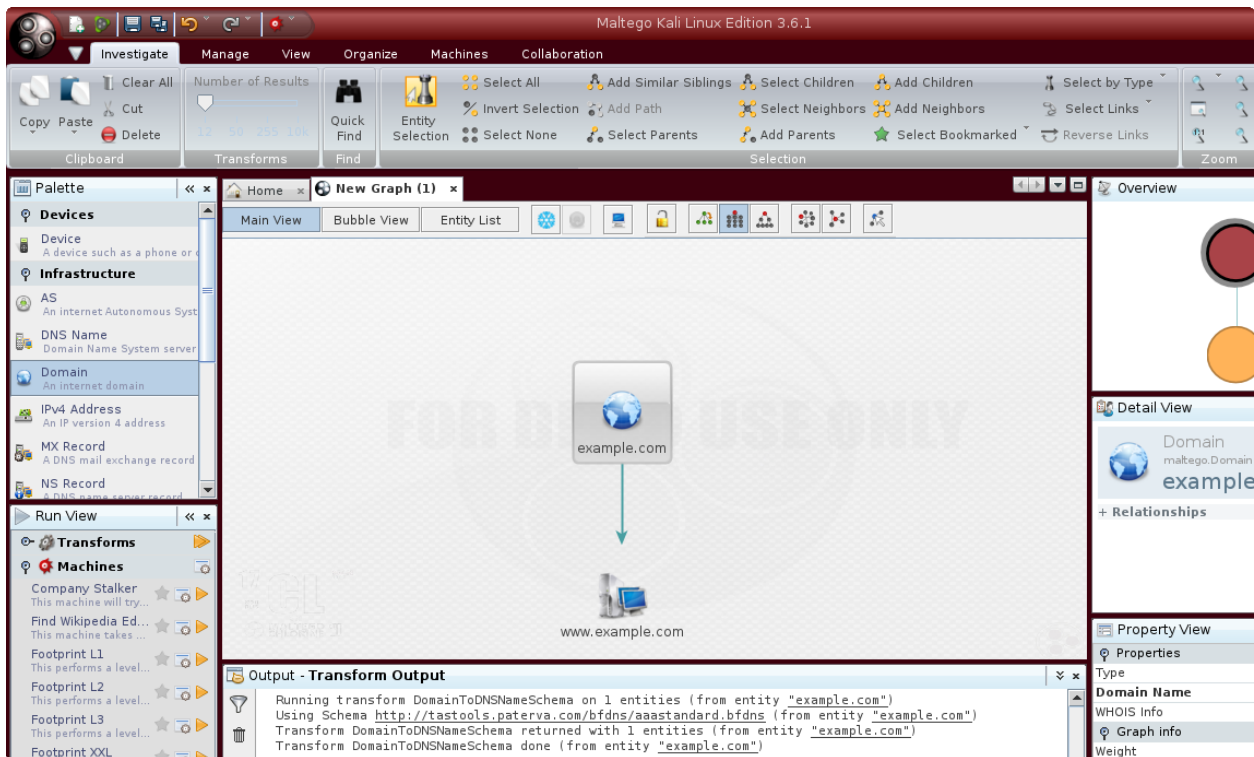 Maltego Kali Linux Edition 3.6.1
Investigate Manage View Organize Machines Collaboration
Clear All Number of Results Select All Add Similar Siblings Select Children Add Children Select by Type
Cut Invert Selection Add Path Select Neighbors Add Neighbors Select Links
Copy Paste Delete 12 50 255 10k Quick Find Entity Selection Select None Select Parents Add Parents Select Bookmarked Reverse Links
Clipboard Transforms Find Selection Zoom
Palette
Devices
Device
A device such as a phone or
Infrastructure
AS
An internet Autonomous Syst
DNS Name
Domain Name System server
Domain
An internet domain
IPv4 Address
An IP version 4 address
MX Record
A DNS mail exchange record
NS Record
A DNS name server record
Run View
Transforms
Machines
Company Stalker
This machine will try...
Find Wikipedia Ed...
This machine takes ...
Footprint L1
This performs a level...
Footprint L2
This performs a level...
Footprint L3
This performs a level...
Footprint XXL
Home New Graph (1)
Main View Bubble View Entity List
example.com
www.example.com
Output - Transform Output
Running transform DomainToDNSNameSchema on 1 entities (from entity "example.com")
Using Schema http://tastools.paterva.com/bfdns/aaastandard.bfdns (from entity "example.com")
Transform DomainToDNSNameSchema returned with 1 entities (from entity "example.com")
Transform DomainToDNSNameSchema done (from entity "example.com")
Overview
Detail View
Domain
maltego.Domain
example
+ Relationships
Property View
Properties
Type
Domain Name
WHOIS Info
Graph info
Weight